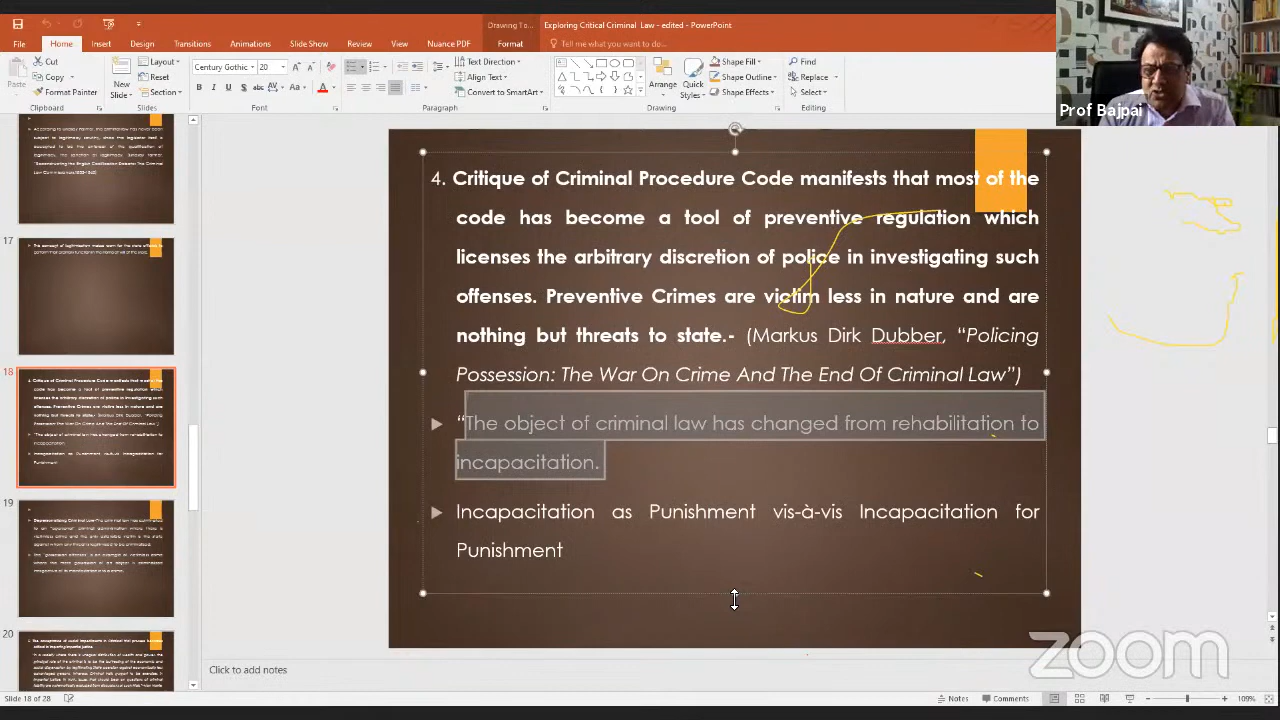 Drawing To...
Exploring Critical Criminal Law - edited - PowerPoint
File
Home
Insert
Design
Transitions
Animations
Slide Show
Review
View
Nuance PDF
Format
Tell me what you want to do...
Paste
Cut
Copy
Format Painter
Clipboard
New Slide
Layout
Reset
Section
Slides
Century Gothic
20
Font
Text Direction
Align Text
Convert to SmartArt
Paragraph
Arrange
Quick Styles
Shape Fill
Shape Outline
Shape Effects
Drawing
Find
Replace
Select
Editing
Prof Bajpai
17
18
19
20
4. Critique of Criminal Procedure Code manifests that most of the
code has become a tool of preventive regulation which
licenses the arbitrary discretion of police in investigating such
offenses. Preventive Crimes are victim less in nature and are
nothing but threats to state.- (Markus Dirk Dubber, “Policing
Possession: The War On Crime And The End Of Criminal Law”)
“The object of criminal law has changed from rehabilitation to
incapacitation.
Incapacitation as Punishment vis-à-vis Incapacitation for
Punishment
Click to add notes
zoom
Slide 18 of 28
Notes
Comments
109%